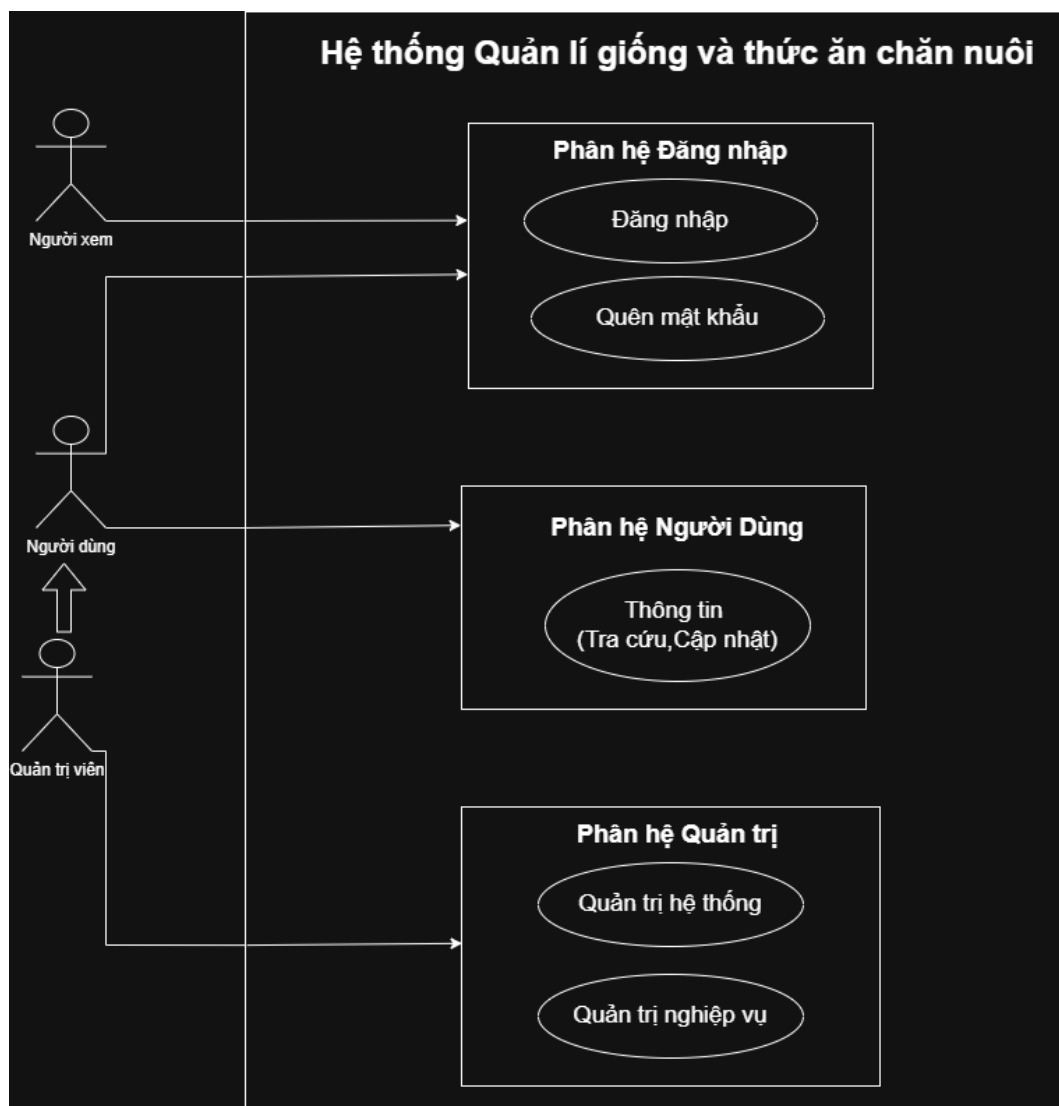 Hệ thống Quản lí giống và thức ăn chăn nuôi
Người xem
Phân hệ Đăng nhập
Đăng nhập
Quên mật khẩu
Người dùng
Phân hệ Người Dùng
Thông tin
(Tra cứu,Cập nhật)
Quản trị viên
Phân hệ Quản trị
Quản trị hệ thống
Quản trị nghiệp vụ